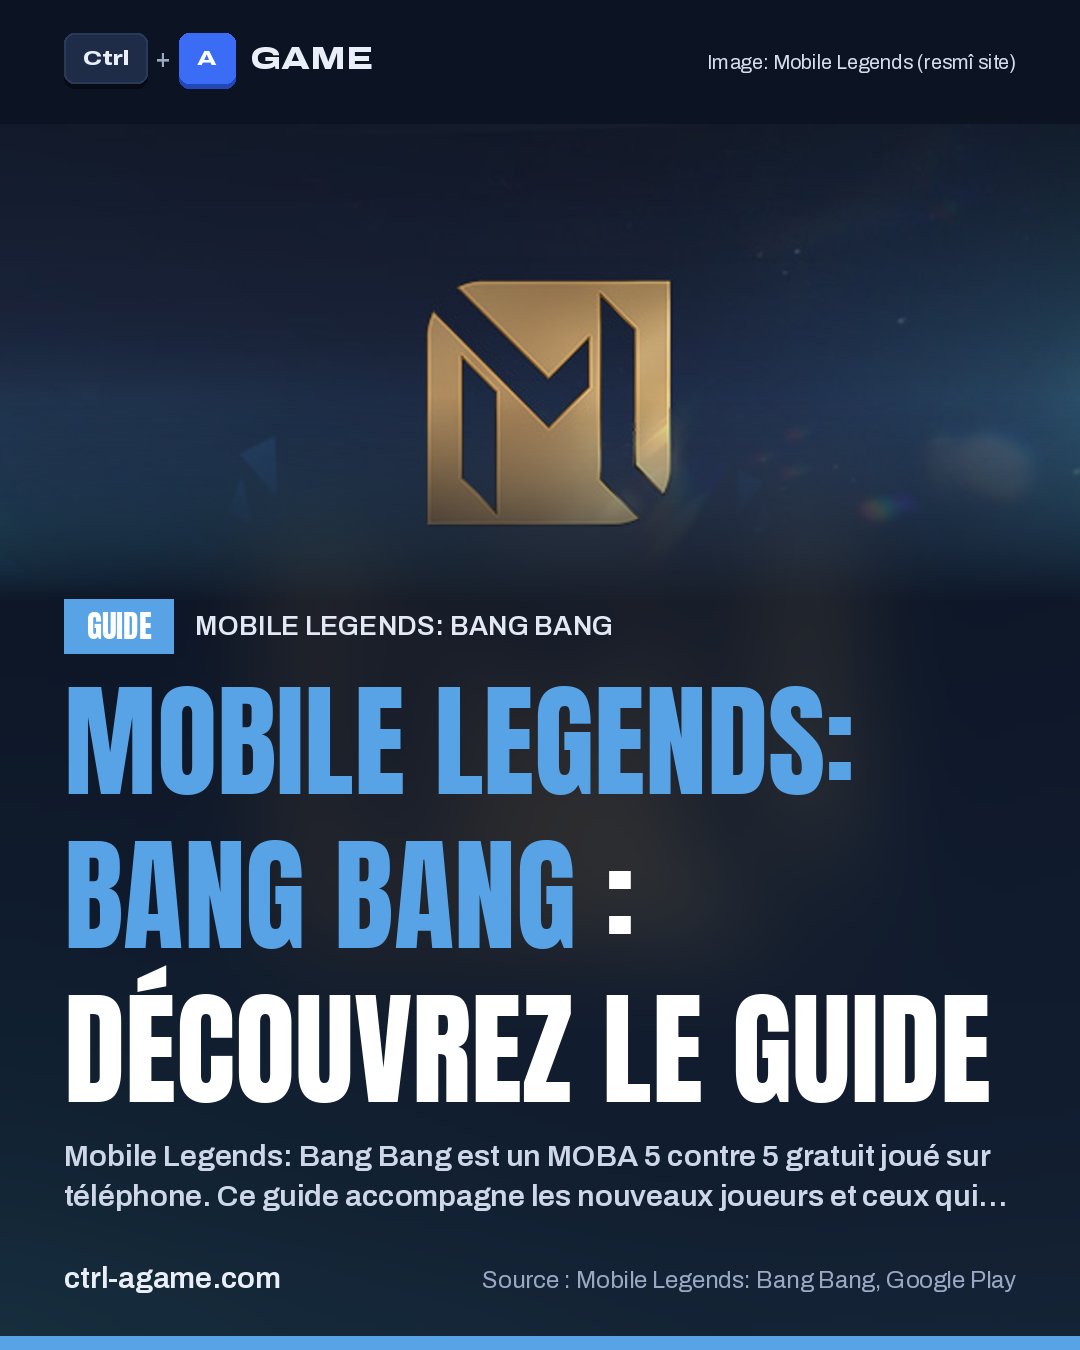 Ctrl + A GAME
Image: Mobile Legends (resmî site)
GUIDE MOBILE LEGENDS: BANG BANG
MOBILE LEGENDS:
BANG BANG :
DÉCOUVREZ LE GUIDE
Mobile Legends: Bang Bang est un MOBA 5 contre 5 gratuit joué sur
téléphone. Ce guide accompagne les nouveaux joueurs et ceux qui…
ctrl-agame.com
Source : Mobile Legends: Bang Bang, Google Play